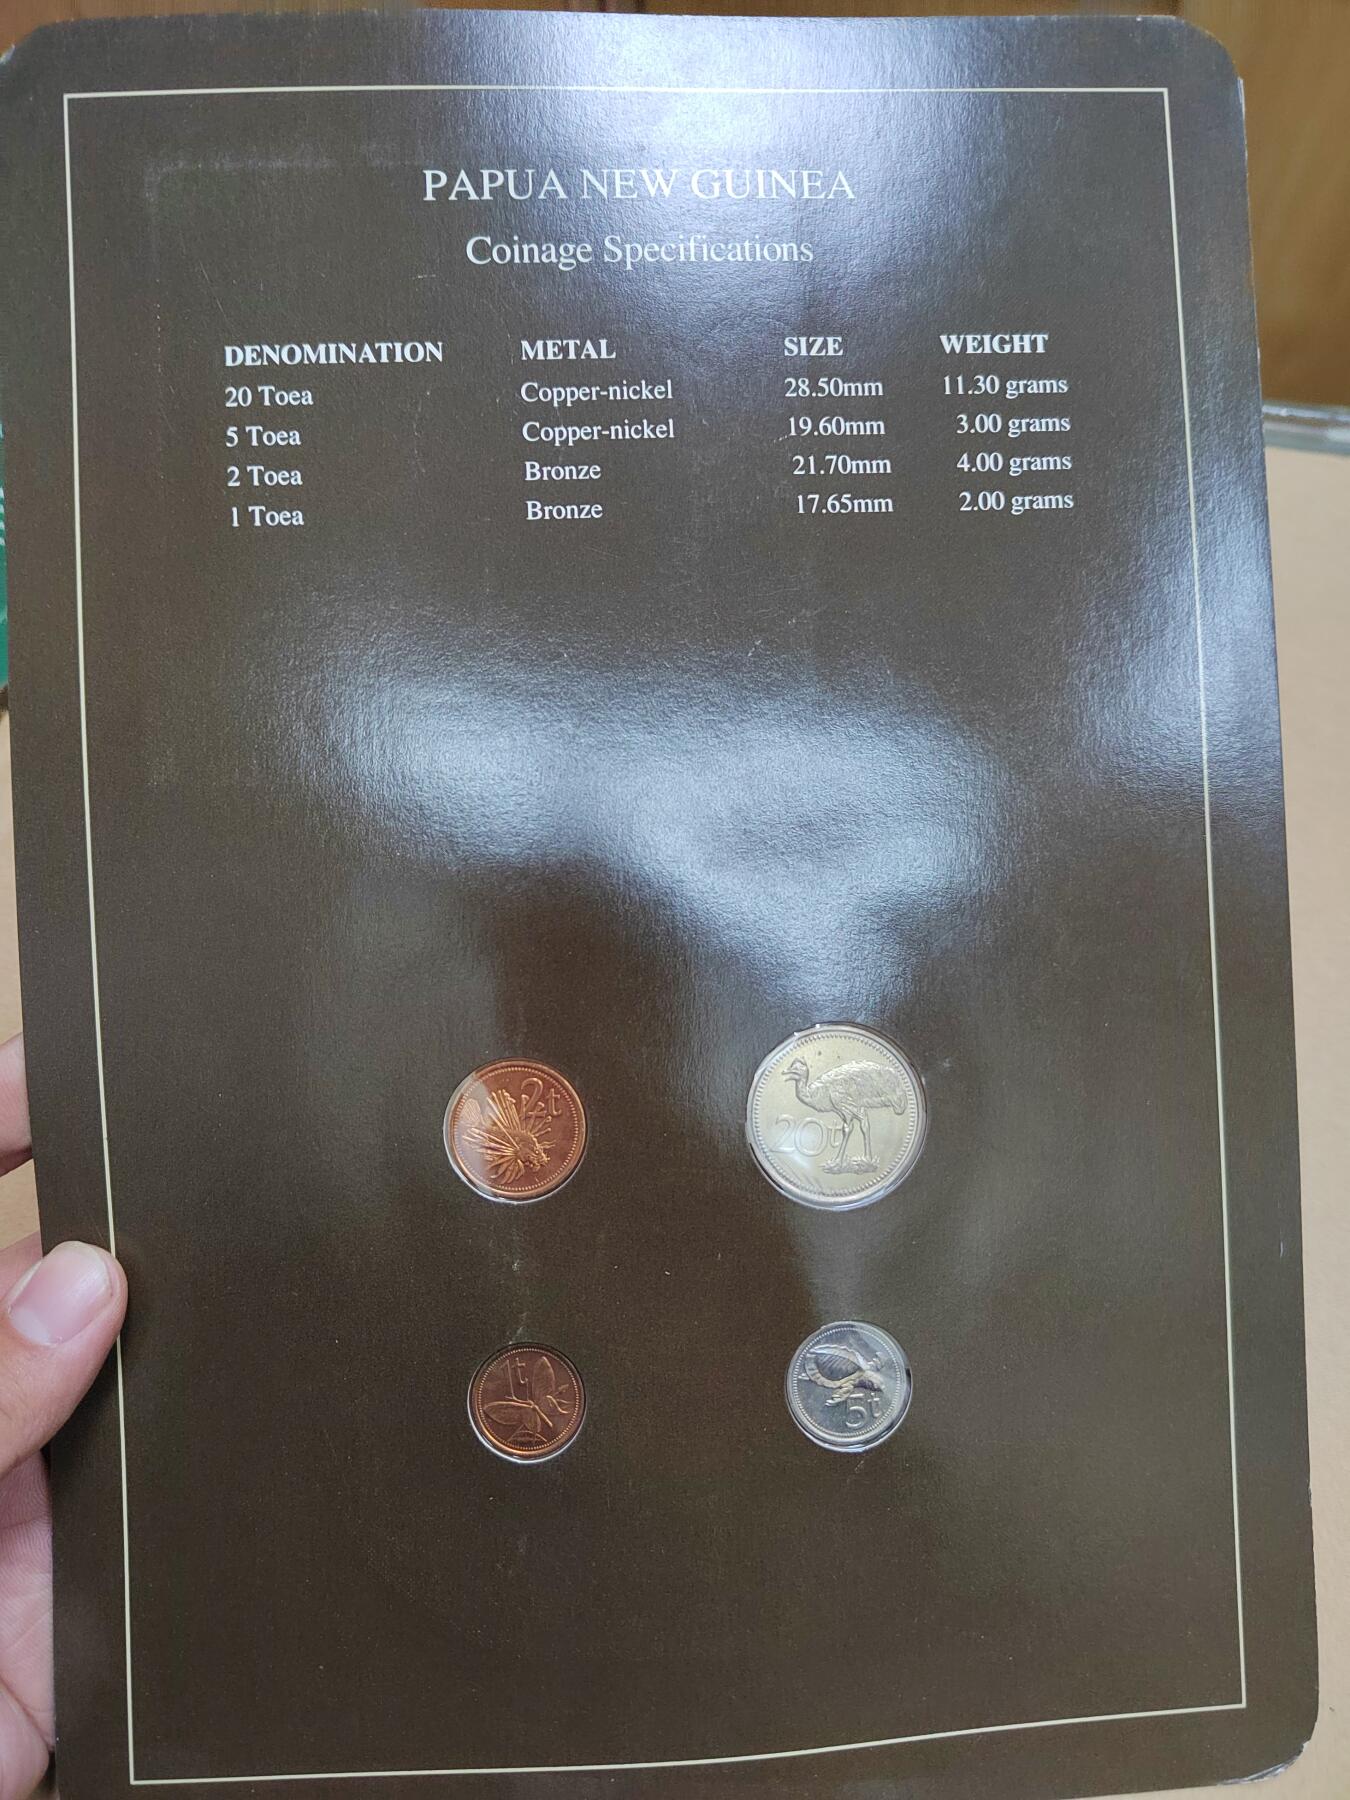 PAPUA NEW GUINEA
Coinage Specifications
DENOMINATION METAL SIZE WEIGHT
20 Toea Copper-nickel 28.50mm 11.30 grams
5 Toea Copper-nickel 19.60mm 3.00 grams
2 Toea Bronze 21.70mm 4.00 grams
1 Toea Bronze 17.65mm 2.00 grams
2t
20t
1t
5t